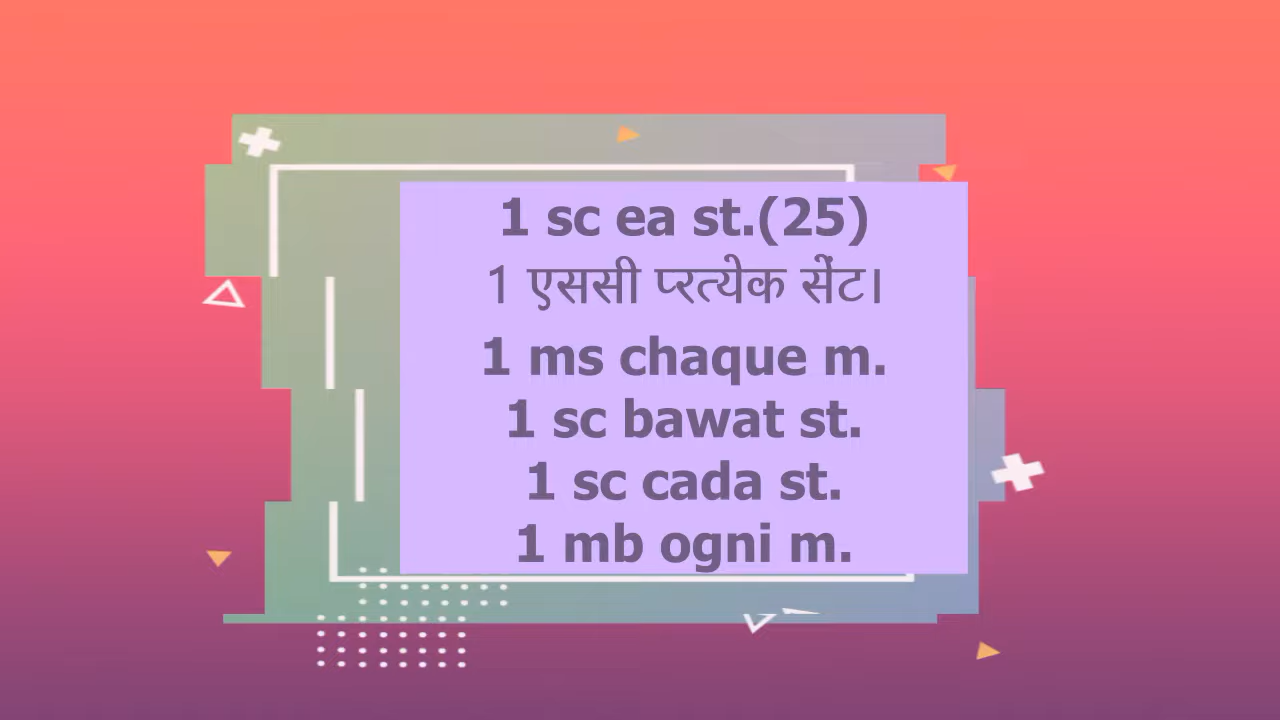 1 sc ea st.(25)
1 एससी प्रत्येक सेंट।
1 ms chaque m.
1 sc bawat st.
1 sc cada st.
1 mb ogni m.